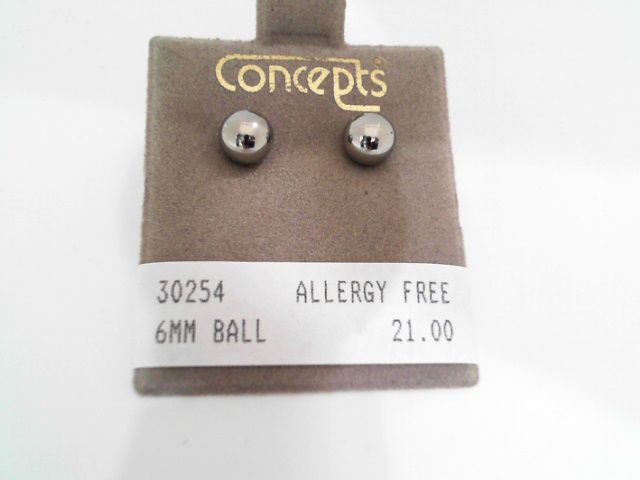 Concepts
30254 ALLERGY FREE
6MM BALL 21.00